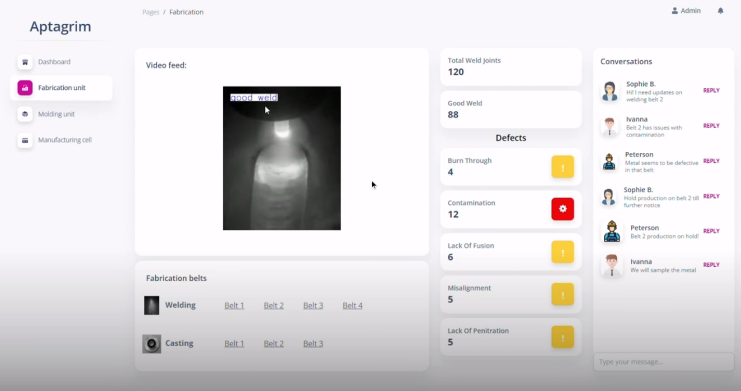 Aptagrim
Dashboard
Fabrication unit
Molding unit
Manufacturing cell
Pages / Fabrication
Admin
Video feed:
good weld
Fabrication belts
Welding
Belt 1
Belt 2
Belt 3
Belt 4
Casting
Belt 1
Belt 2
Belt 3
Total Weld Joints
120
Good Weld
88
Defects
Burn Through
4
Contamination
12
Lack Of Fusion
6
Misalignment
5
Lack Of Penitration
5
Conversations
Sophie B.
Hi! I need updates on
welding belt 2
REPLY
Ivanna
Belt 2 has issues with
contamination
REPLY
Peterson
Metal seems to be defective
in that belt
REPLY
Sophie B.
Hold production on belt 2 till
further notice
REPLY
Peterson
Belt 2 production on hold!
REPLY
Ivanna
We will sample the metal
REPLY
Type your message..